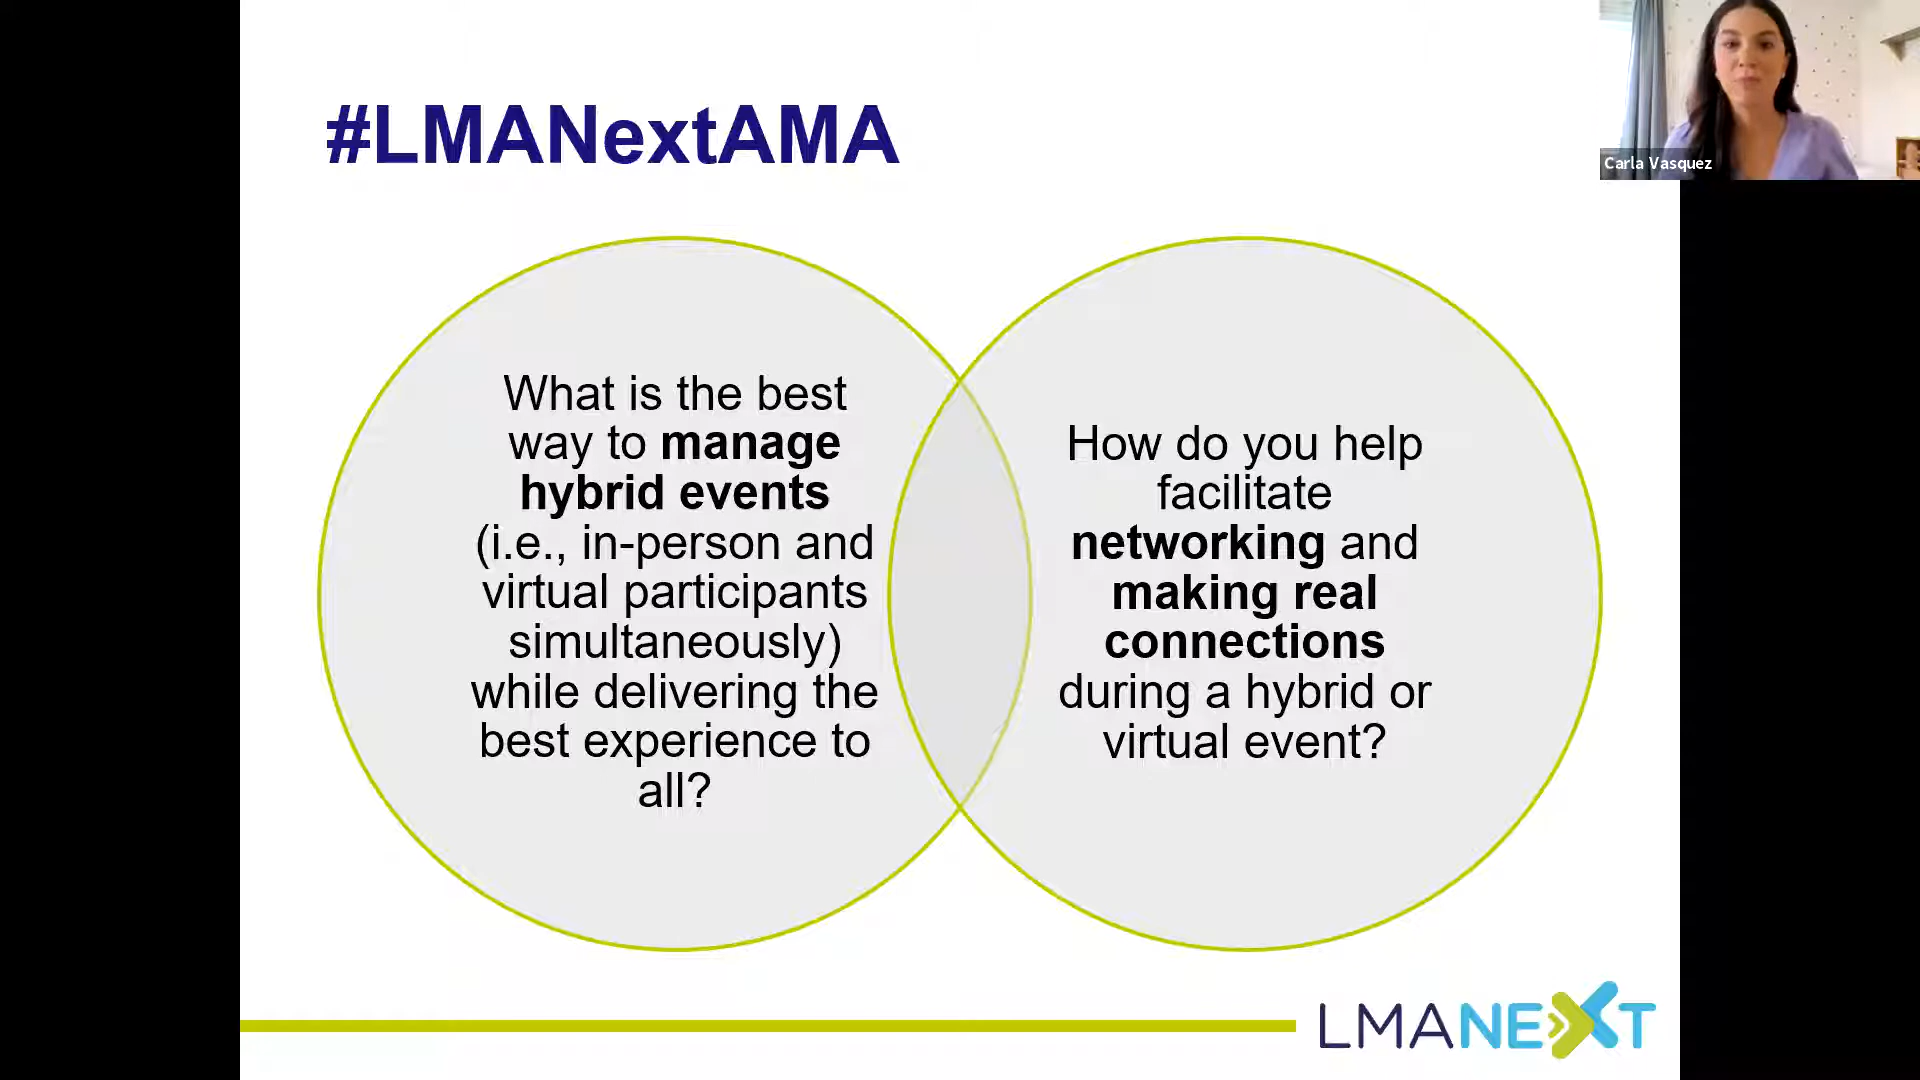 #LMANextAMA
Carla Vasquez
What is the best
way to manage
hybrid events
(i.e., in-person and
virtual participants
simultaneously)
while delivering the
best experience to
all?
How do you help
facilitate
networking and
making real
connections
during a hybrid or
virtual event?
LMANEXT